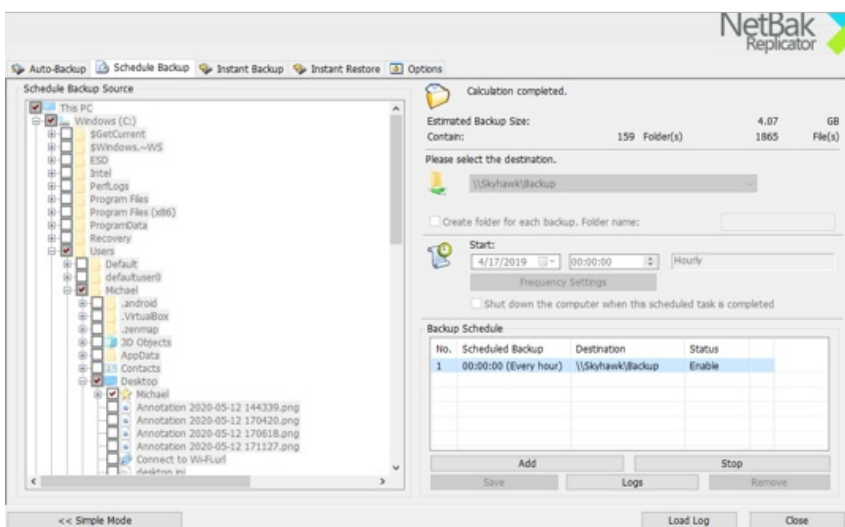 NetBak
Replicator
Auto-Backup Schedule Backup Instant Backup Instant Restore Options
Schedule Backup Source
This PC
Windows (C:)
$GetCurrent
$Windows.~WS
ESD
Intel
PerfLogs
Program Files
Program Files (x86)
ProgramData
Recovery
Users
Default
defaultuser0
Michael
.android
.VirtualBox
.zenmap
3D Objects
AppData
Contacts
Desktop
Michael
Annotation 2020-05-12 144339.png
Annotation 2020-05-12 170420.png
Annotation 2020-05-12 170618.png
Annotation 2020-05-12 171127.png
Connect to Wi-Fi.url
desktop.ini
<< Simple Mode
Calculation completed.
Estimated Backup Size: 4.07 GB
Contain: 159 Folder(s) 1865 File(s)
Please select the destination.
\\Skyhawk\Backup
Create folder for each backup. Folder name:
Start:
4/17/2019 00:00:00 Hourly
Frequency Settings
Shut down the computer when this scheduled task is completed
Backup Schedule
No. Scheduled Backup Destination Status
1 00:00:00 (Every hour) \\Skyhawk\Backup Enable
Add Stop
Save Logs Remove
Load Log Close